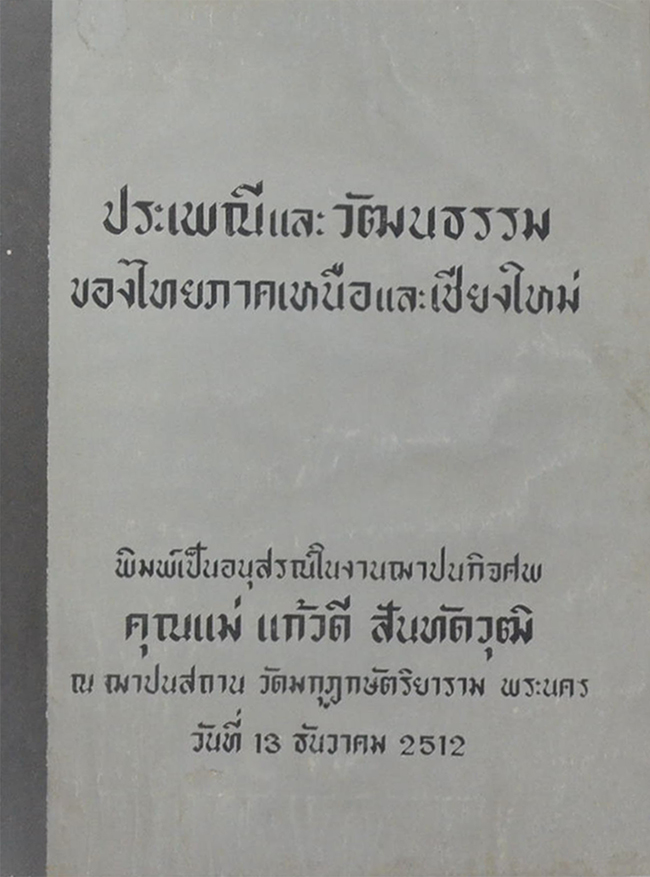 ประเพณีและวัฒนธรรม
ของไทยภาคเหนือและเชียงใหม่
พิมพ์เป็นอนุสรณ์ในงานฌาปนกิจศพ
คุณแม่ แก้วดี สันทัดวุฒิ
ณ ฌาปนสถาน วัดมกุฎกษัตริยาราม พระนคร
วันที่ 13 ธันวาคม 2512